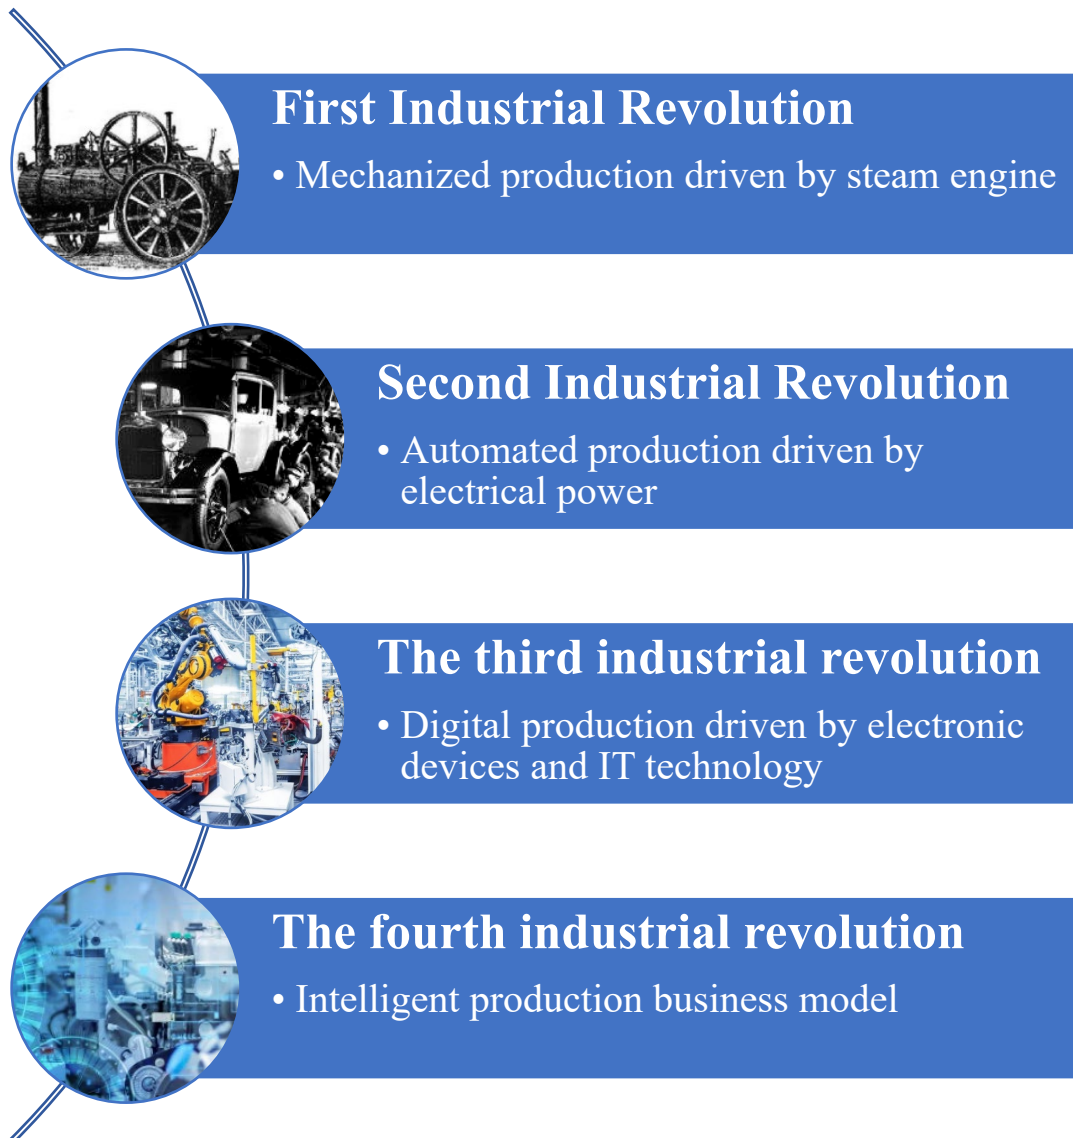 First Industrial Revolution
• Mechanized production driven by steam engine
Second Industrial Revolution
• Automated production driven by
electrical power
The third industrial revolution
• Digital production driven by electronic
devices and IT technology
The fourth industrial revolution
• Intelligent production business model